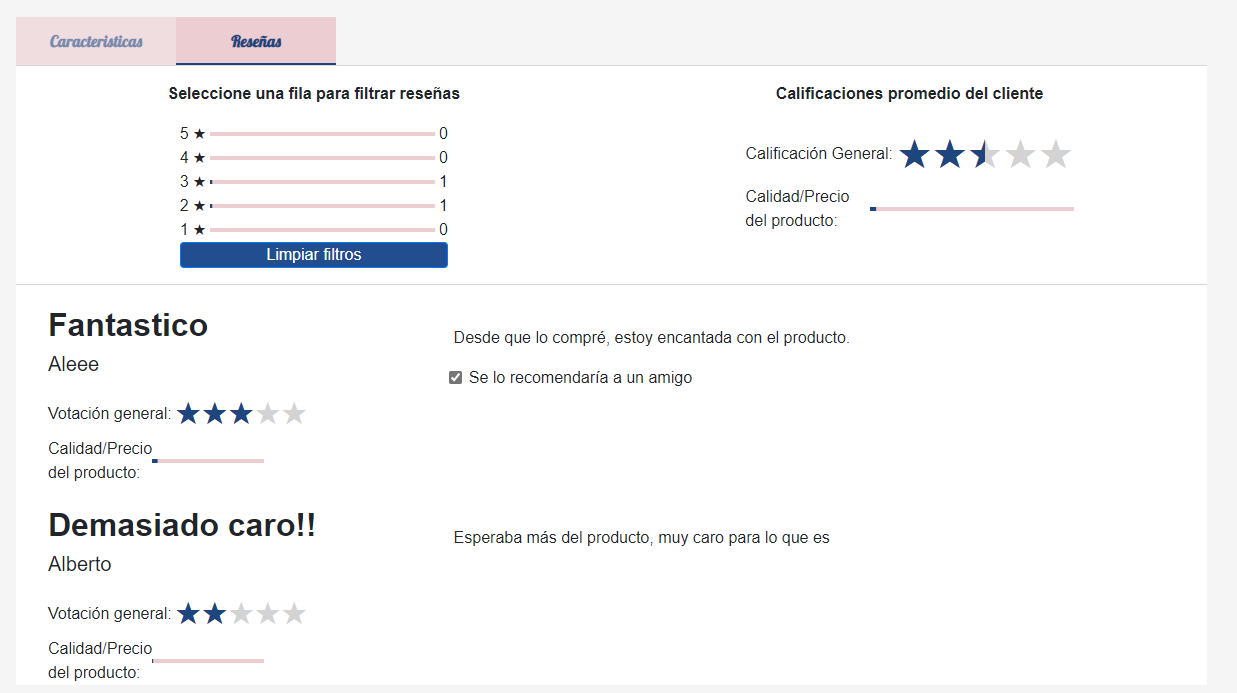 Caracteristicas
Reseñas
Seleccione una fila para filtrar reseñas
5 ★ 0
4 ★ 0
3 ★ 1
2 ★ 1
1 ★ 0
Limpiar filtros
Calificaciones promedio del cliente
Calificación General:
Calidad/Precio
del producto:
Fantastico
Aleee
Votación general:
Calidad/Precio
del producto:
Desde que lo compré, estoy encantada con el producto.
Se lo recomendaría a un amigo
Demasiado caro!!
Alberto
Votación general:
Calidad/Precio
del producto:
Esperaba más del producto, muy caro para lo que es